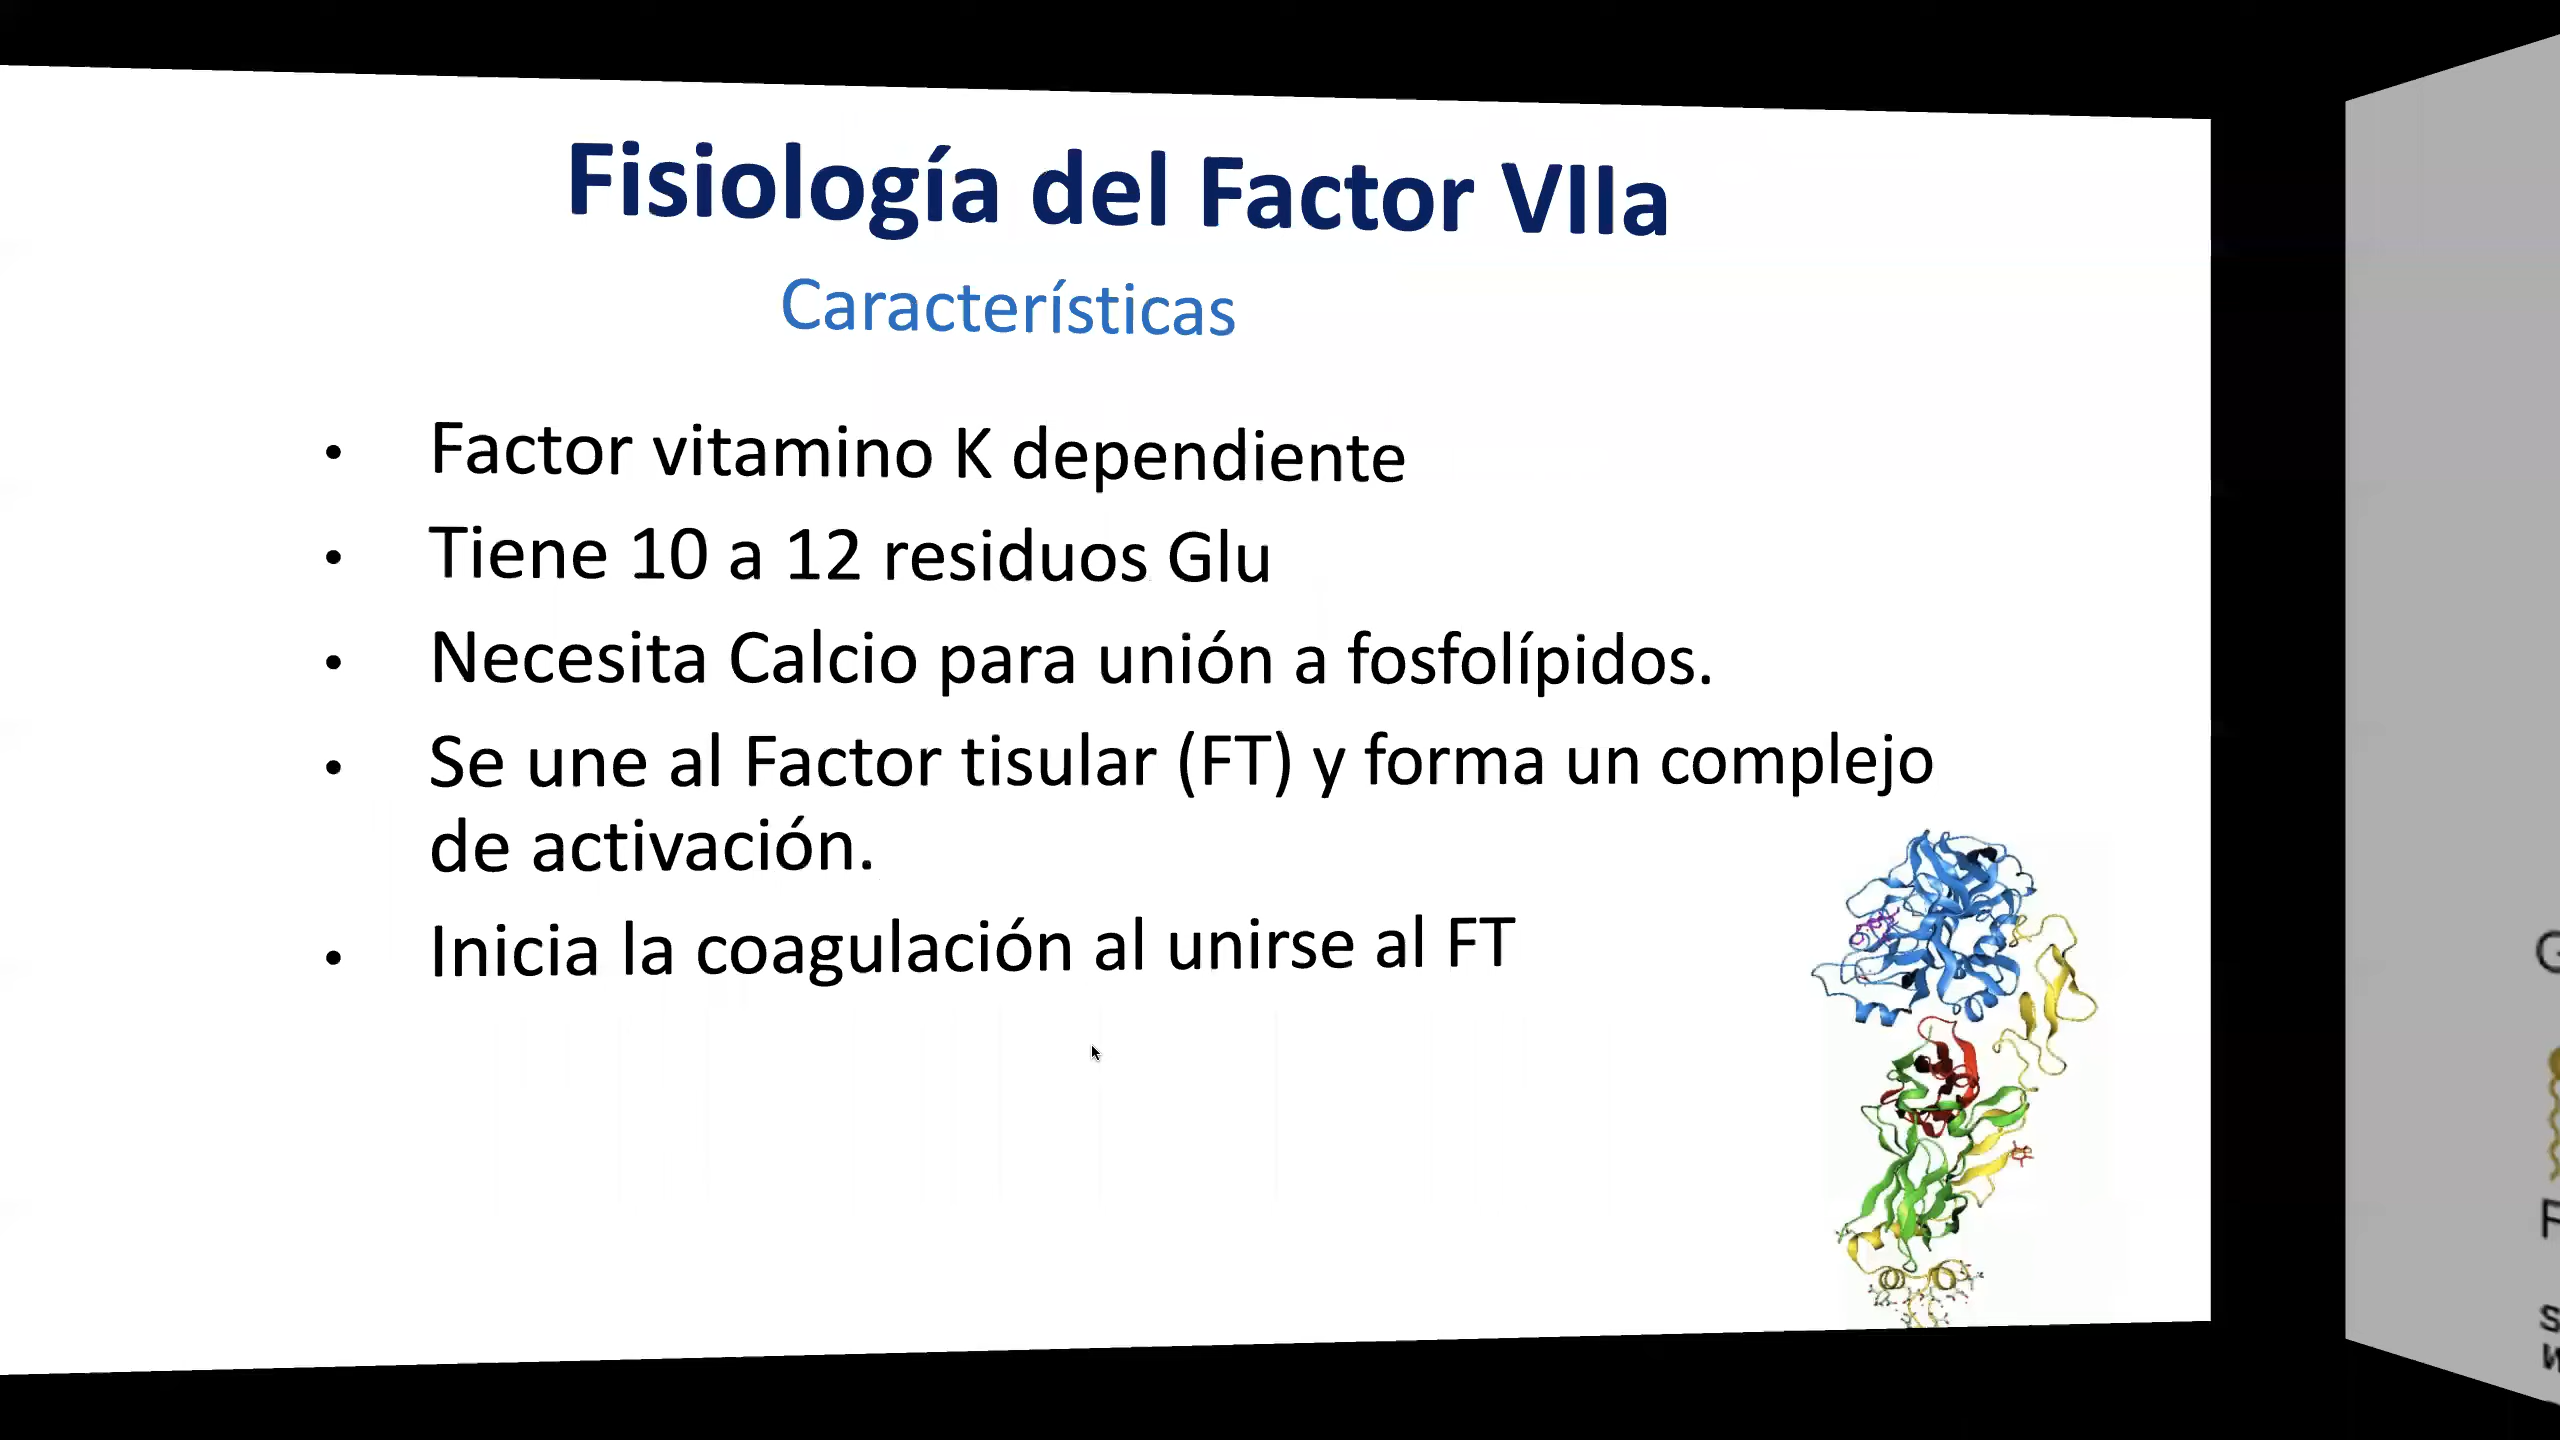 Fisiología del Factor VIIa
Características
• Factor vitamino K dependiente
• Tiene 10 a 12 residuos Glu
• Necesita Calcio para unión a fosfolípidos.
• Se une al Factor tisular (FT) y forma un complejo
de activación.
• Inicia la coagulación al unirse al FT